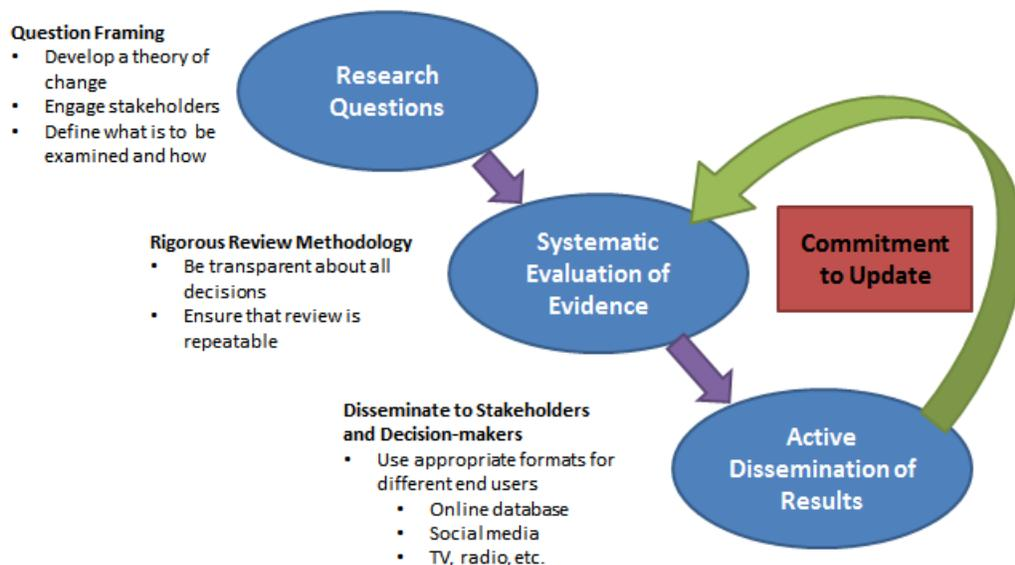 Question Framing
• Develop a theory of
change
• Engage stakeholders
• Define what is to be
examined and how
Research
Questions
Rigorous Review Methodology
• Be transparent about all
decisions
• Ensure that review is
repeatable
Systematic
Evaluation of
Evidence
Commitment
to Update
Disseminate to Stakeholders
and Decision-makers
• Use appropriate formats for
different end users
• Online database
• Social media
• TV, radio, etc.
Active
Dissemination of
Results